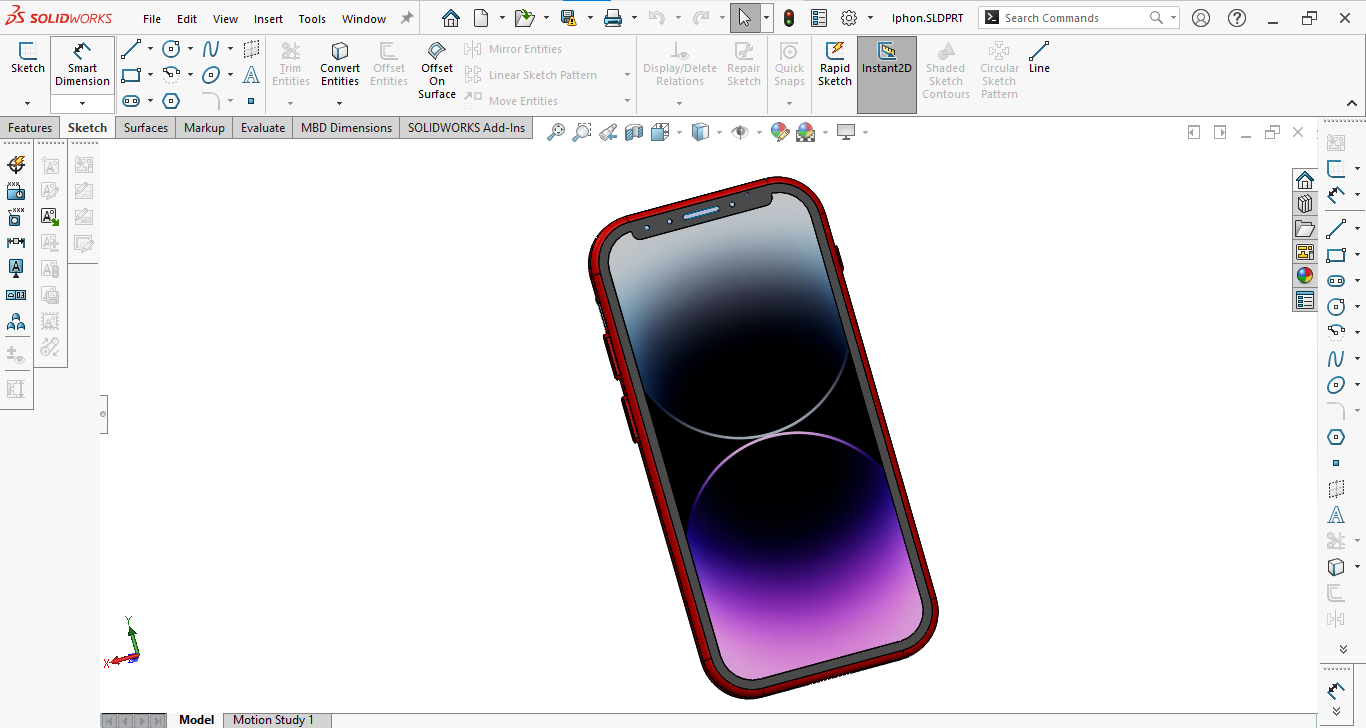 SOLIDWORKS
File Edit View Insert Tools Window
Iphon.SLDPRT
Search Commands
Sketch
Smart
Dimension
Trim
Entities
Convert
Entities
Offset
Entities
Offset
On
Surface
Mirror Entities
Linear Sketch Pattern
Move Entities
Display/Delete
Relations
Repair
Sketch
Quick
Snaps
Rapid
Sketch
Instant2D
Shaded
Sketch
Contours
Circular
Sketch
Pattern
Line
Features Sketch Surfaces Markup Evaluate MBD Dimensions SOLIDWORKS Add-Ins
Y
X
Model Motion Study 1